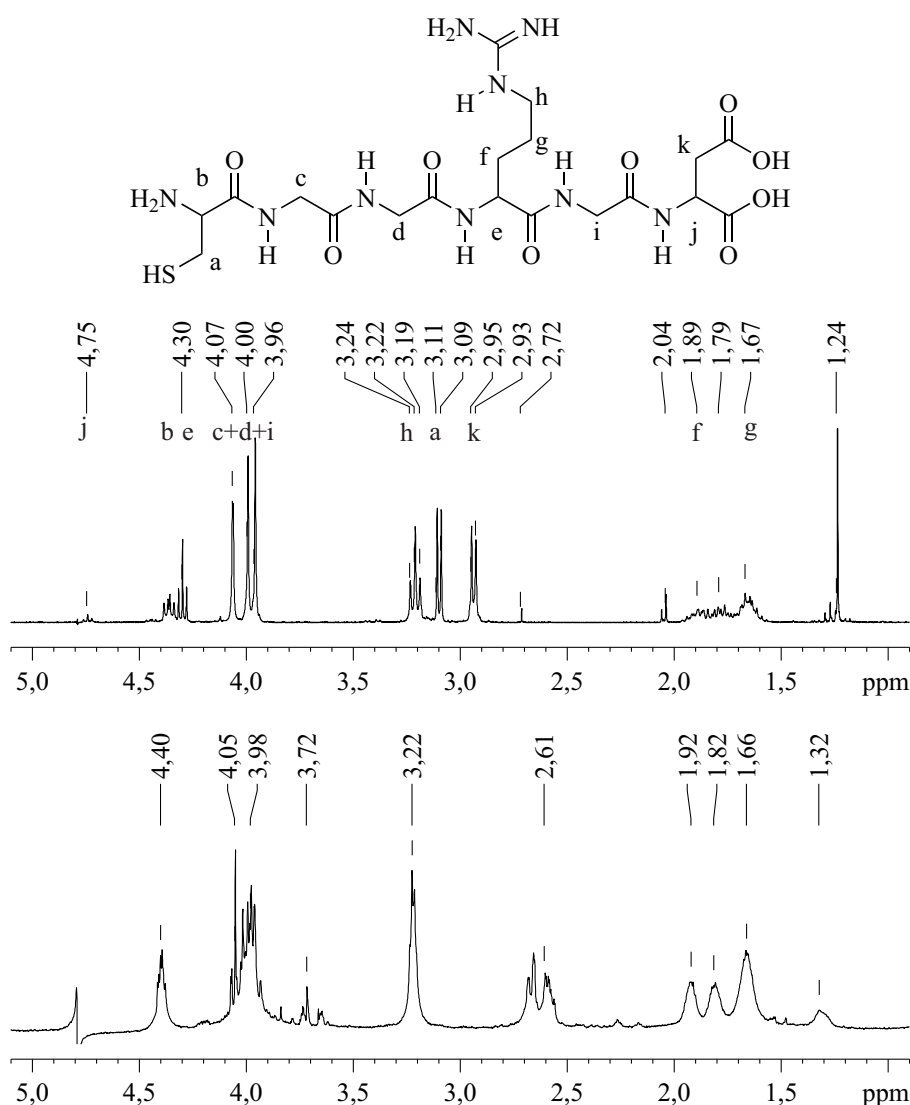 H₂N NH
N
H h
g
O H O f H O k O
b c N N OH
H₂N N N N OH
H O d H e O i H j O
HS a
4,75 4,30 4,07 4,00 3,96 3,24 3,22 3,19 3,11 3,09 2,95 2,93 2,72 2,04 1,89 1,79 1,67 1,24
j b e c+d+i h a k f g
5,0 4,5 4,0 3,5 3,0 2,5 2,0 1,5 ppm
4,40 4,05 3,98 3,72 3,22 2,61 1,92 1,82 1,66 1,32
5,0 4,5 4,0 3,5 3,0 2,5 2,0 1,5 ppm